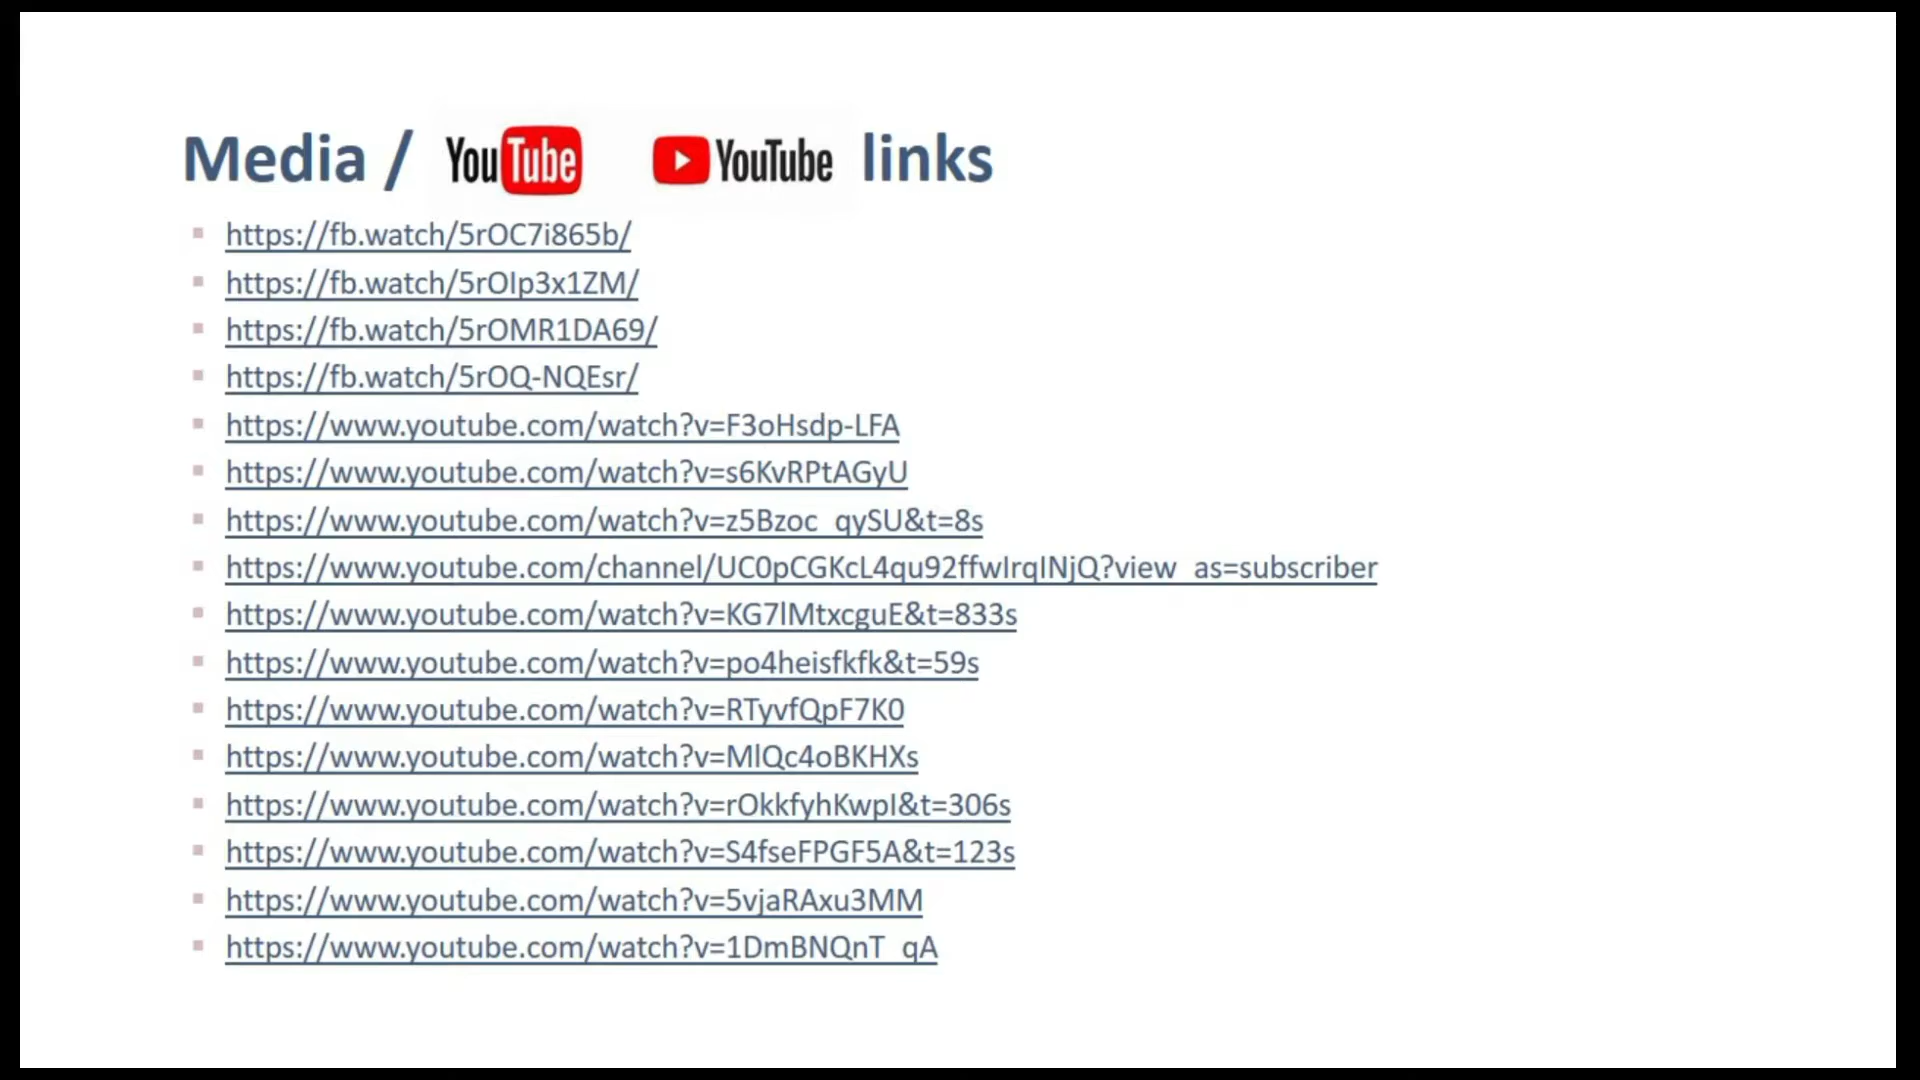 Media / YouTube YouTube links
https://fb.watch/5rOC7i865b/
https://fb.watch/5rOIp3x1ZM/
https://fb.watch/5rOMR1DA69/
https://fb.watch/5rOQ-NQEsr/
https://www.youtube.com/watch?v=F3oHsdp-LFA
https://www.youtube.com/watch?v=s6KvRPtAGyU
https://www.youtube.com/watch?v=z5Bzoc_qySU&t=8s
https://www.youtube.com/channel/UC0pCGKcL4qu92ffwIrqINjQ?view_as=subscriber
https://www.youtube.com/watch?v=KG7lMtxcguE&t=833s
https://www.youtube.com/watch?v=po4heisfkfk&t=59s
https://www.youtube.com/watch?v=RTyvfQpF7K0
https://www.youtube.com/watch?v=MlQc4oBKHXs
https://www.youtube.com/watch?v=rOkkfyhKwpI&t=306s
https://www.youtube.com/watch?v=S4fseFPGF5A&t=123s
https://www.youtube.com/watch?v=5vjaRAxu3MM
https://www.youtube.com/watch?v=1DmBNQnT_qA